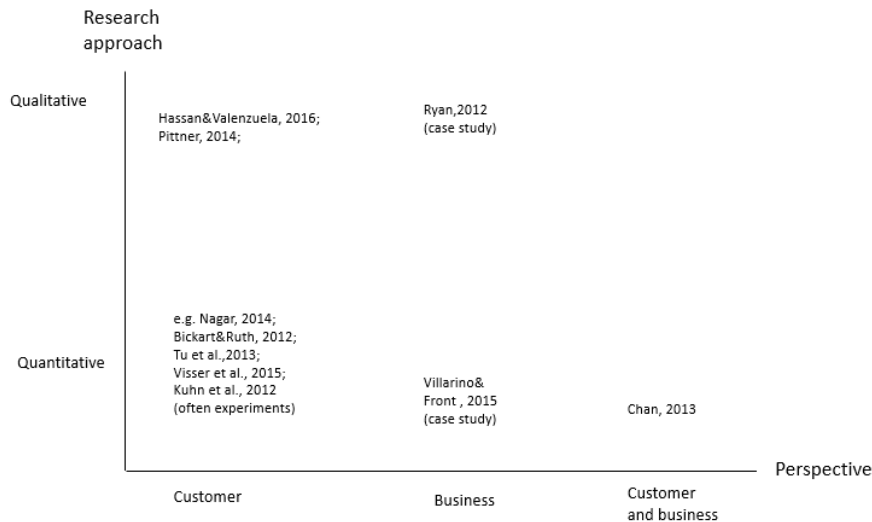 Research
approach
Qualitative
Hassan&Valenzuela, 2016;
Pittner, 2014;
Ryan,2012
(case study)
Quantitative
e.g. Nagar, 2014;
Bickart&Ruth, 2012;
Tu et al.,2013;
Visser et al., 2015;
Kuhn et al., 2012
(often experiments)
Villarino&
Front , 2015
(case study)
Chan, 2013
Perspective
Customer
Business
Customer
and business